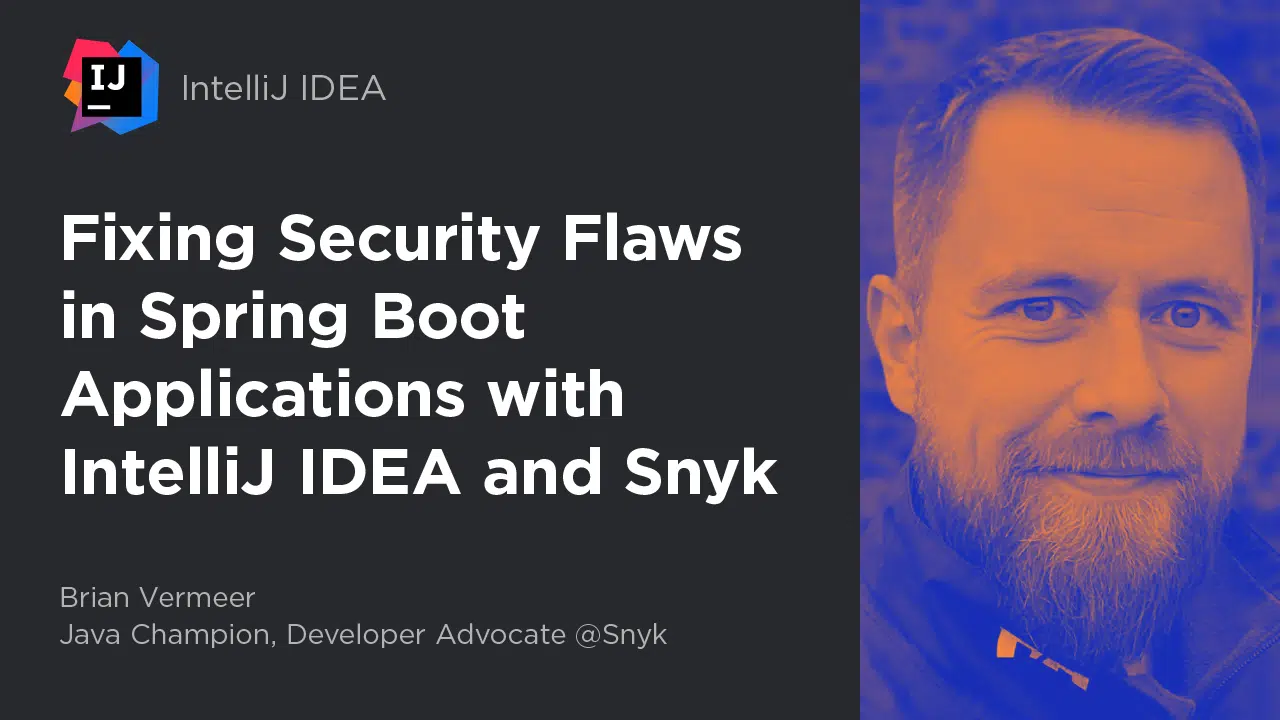 IJ
IntelliJ IDEA
Fixing Security Flaws
in Spring Boot
Applications with
IntelliJ IDEA and Snyk
Brian Vermeer
Java Champion, Developer Advocate @Snyk